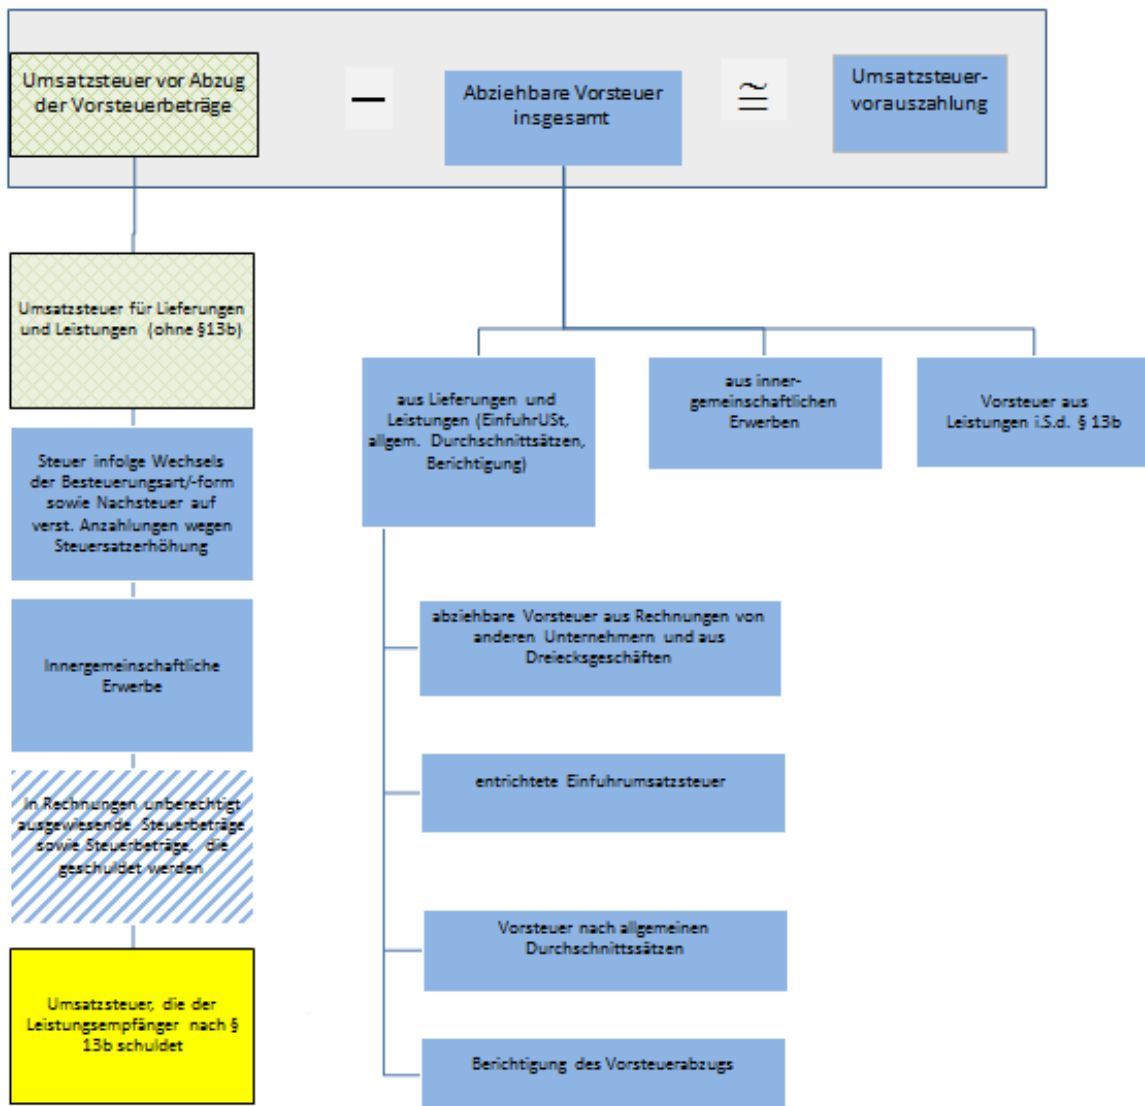 Umsatzsteuer vor Abzug
der Vorsteuerbeträge
—
Abziehbare Vorsteuer
insgesamt
≅
Umsatzsteuer-
vorauszahlung
Umsatzsteuer für Lieferungen
und Leistungen (ohne §13b)
Steuer infolge Wechsels
der Besteuerungsart/-form
sowie Nachsteuer auf
verst. Anzahlungen wegen
Steuersatzerhöhung
Innergemeinschaftliche
Erwerbe
In Rechnungen unberechtigt
ausgewiesende Steuerbeträge
sowie Steuerbeträge, die
geschuldet werden
Umsatzsteuer, die der
Leistungsempfänger nach §
13b schuldet
aus Lieferungen und
Leistungen (EinfuhrUSt,
allgem. Durchschnittsätzen,
Berichtigung)
aus inner-
gemeinschaftlichen
Erwerben
Vorsteuer aus
Leistungen i.S.d. § 13b
abziehbare Vorsteuer aus Rechnungen von
anderen Unternehmern und aus
Dreiecksgeschäften
entrichtete Einfuhrumsatzsteuer
Vorsteuer nach allgemeinen
Durchschnittssätzen
Berichtigung des Vorsteuerabzugs